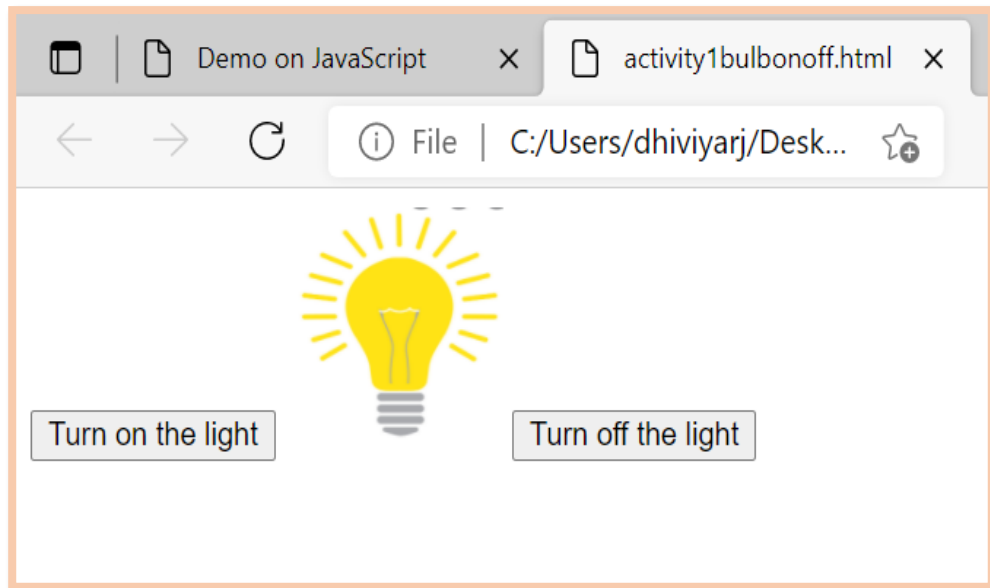 Demo on JavaScript
activity1bulbonoff.html
File | C:/Users/dhiviyarj/Desk...
Turn on the light
Turn off the light